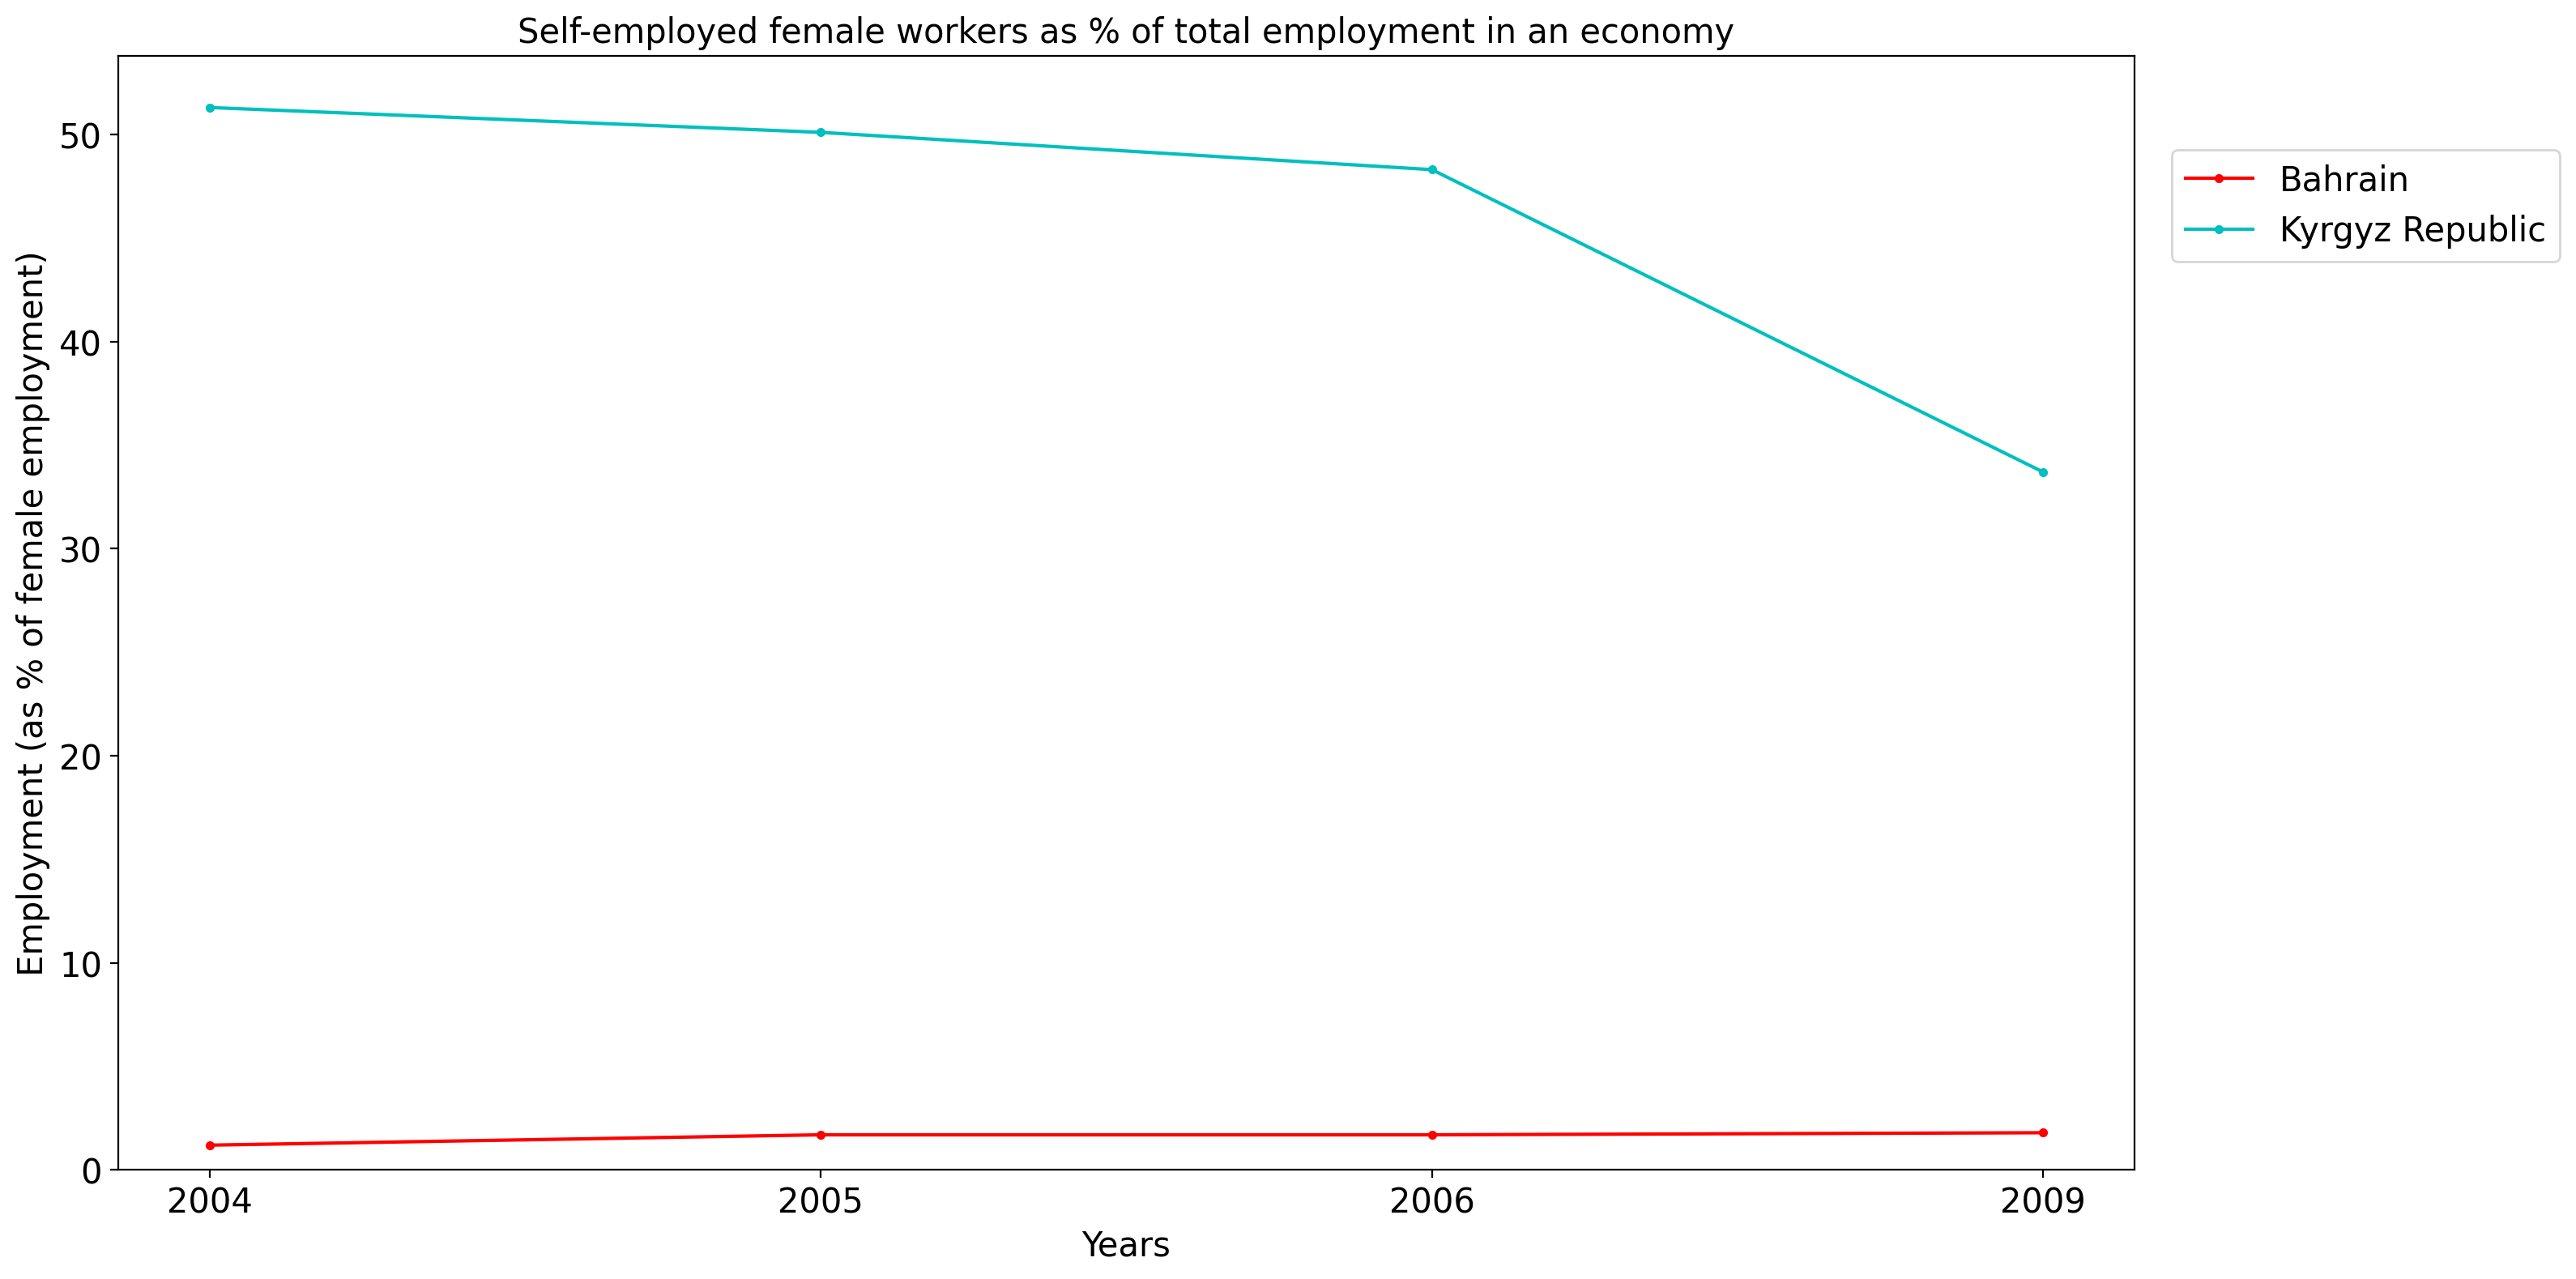 Self-employed female workers as % of total employment in an economy
Employment (as % of female employment)
50
40
30
20
10
0
2004 2005 2006 2009
Years
Bahrain
Kyrgyz Republic